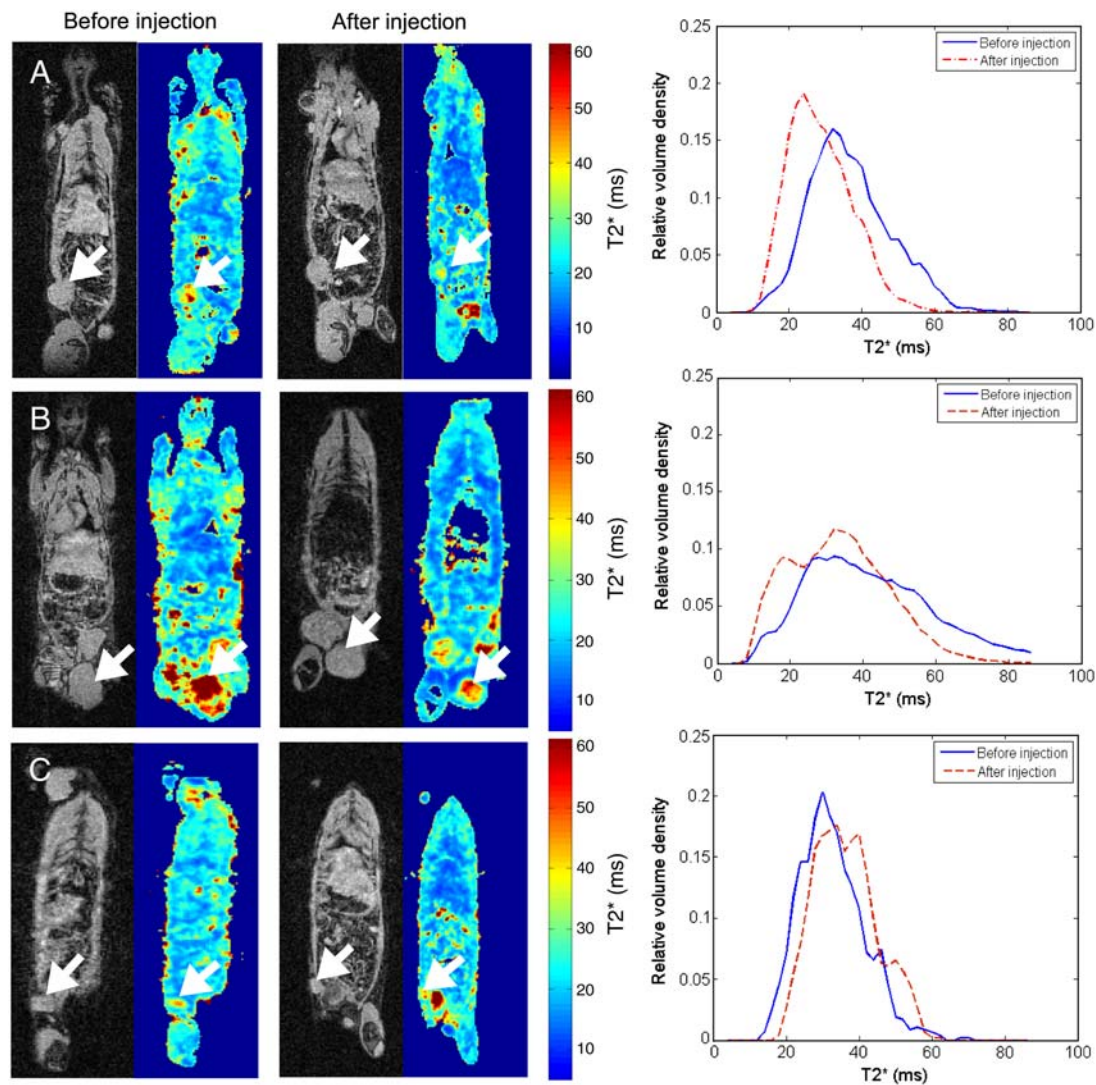 Before injection
After injection
A
60
50
40
30
20
10
T2* (ms)
0.25
0.2
0.15
0.1
0.05
0
0
20
40
60
80
100
Relative volume density
T2* (ms)
Before injection
After injection
B
60
50
40
30
20
10
T2* (ms)
0.25
0.2
0.15
0.1
0.05
0
0
20
40
60
80
100
Relative volume density
T2* (ms)
Before injection
After injection
C
60
50
40
30
20
10
T2* (ms)
0.25
0.2
0.15
0.1
0.05
0
0
20
40
60
80
100
Relative volume density
T2* (ms)
Before injection
After injection